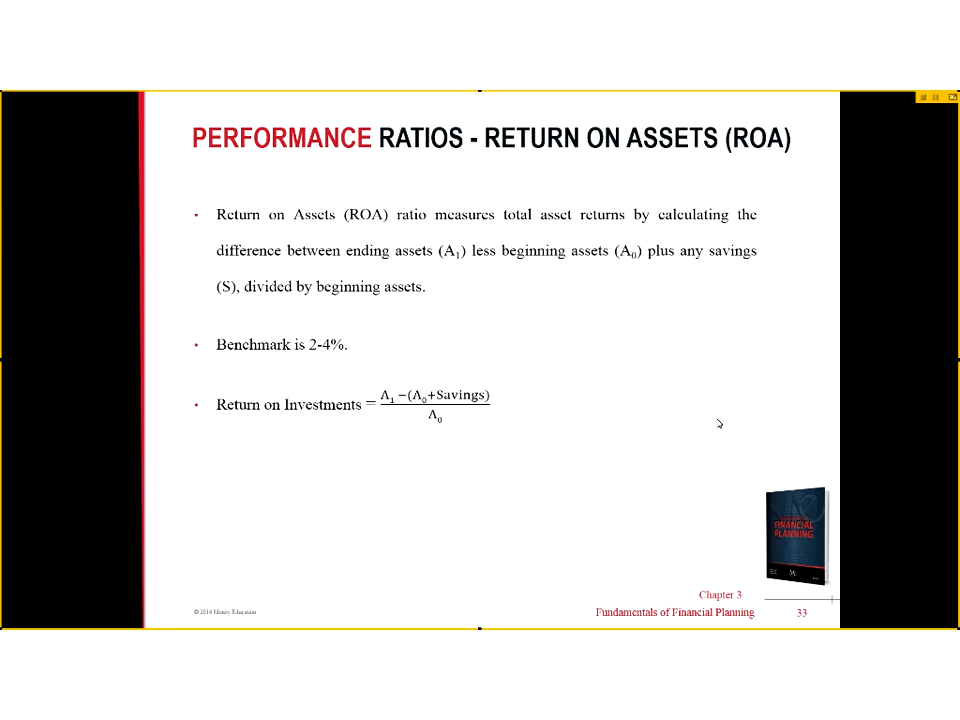 PERFORMANCE RATIOS - RETURN ON ASSETS (ROA)
• Return on Assets (ROA) ratio measures total asset returns by calculating the
difference between ending assets (A₁) less beginning assets (A₀) plus any savings
(S), divided by beginning assets.
• Benchmark is 2-4%.
• Return on Investments = A₁ −(A₀+Savings)
A₀
FINANCIAL
PLANNING
Chapter 3
© 2014 Money Education
Fundamentals of Financial Planning
33